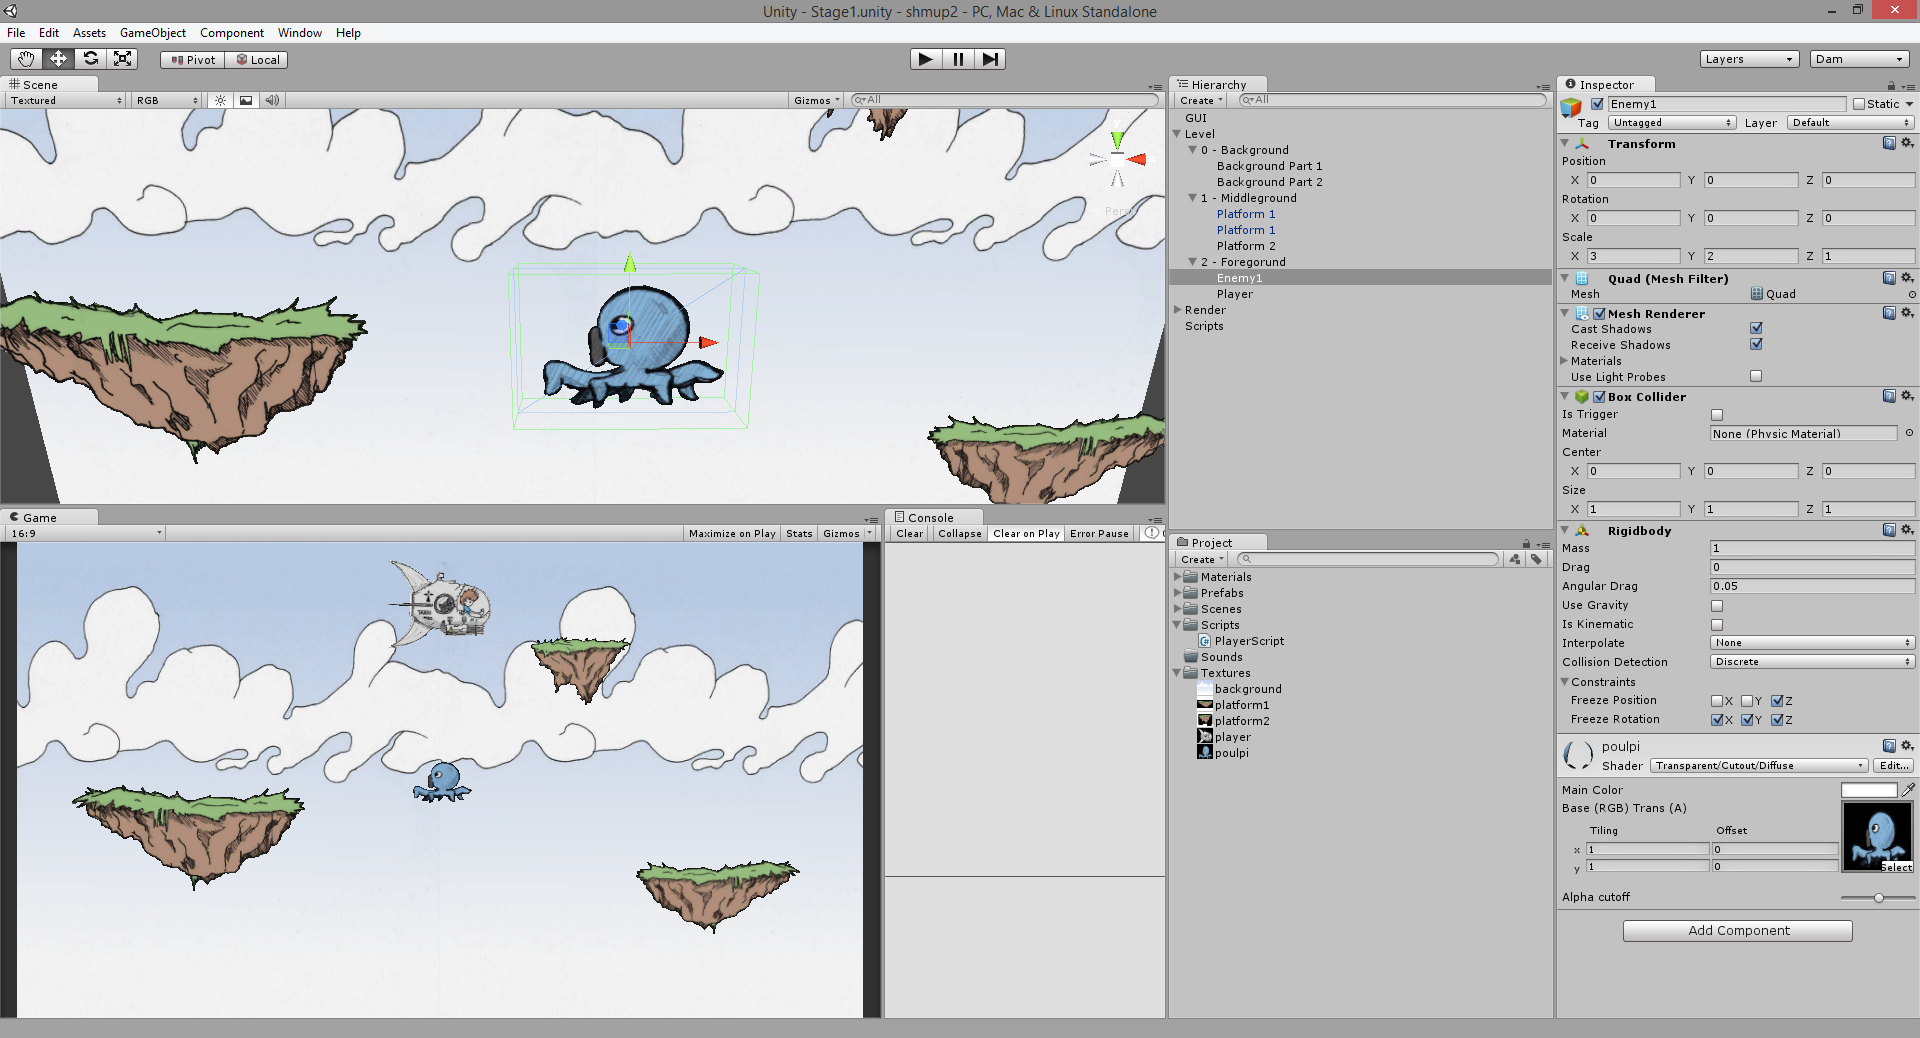 Unity - Stage1.unity - shmup2 - PC, Mac & Linux Standalone
File Edit Assets GameObject Component Window Help
Pivot Local
Layers Dam
Scene
Textured RGB Gizmos All
Game
16:9 Maximize on Play Stats Gizmos
Console
Clear Collapse Clear on Play Error Pause
Hierarchy
Create All
GUI
Level
0 - Background
Background Part 1
Background Part 2
1 - Middleground
Platform 1
Platform 1
Platform 2
2 - Foregorund
Enemy1
Player
Render
Scripts
Project
Create
Materials
Prefabs
Scenes
Scripts
PlayerScript
Sounds
Textures
background
platform1
platform2
player
poulpi
Inspector
Enemy1 Static
Tag Untagged Layer Default
Transform
Position
X 0 Y 0 Z 0
Rotation
X 0 Y 0 Z 0
Scale
X 3 Y 2 Z 1
Quad (Mesh Filter)
Mesh Quad
Mesh Renderer
Cast Shadows
Receive Shadows
Materials
Use Light Probes
Box Collider
Is Trigger
Material None (Physic Material)
Center
X 0 Y 0 Z 0
Size
X 1 Y 1 Z 1
Rigidbody
Mass 1
Drag 0
Angular Drag 0.05
Use Gravity
Is Kinematic
Interpolate None
Collision Detection Discrete
Constraints
Freeze Position X Y Z
Freeze Rotation X Y Z
poulpi
Shader Transparent/Cutout/Diffuse Edit...
Main Color
Base (RGB) Trans (A)
Tiling Offset
x 1 0
y 1 0
Select
Alpha cutoff
Add Component